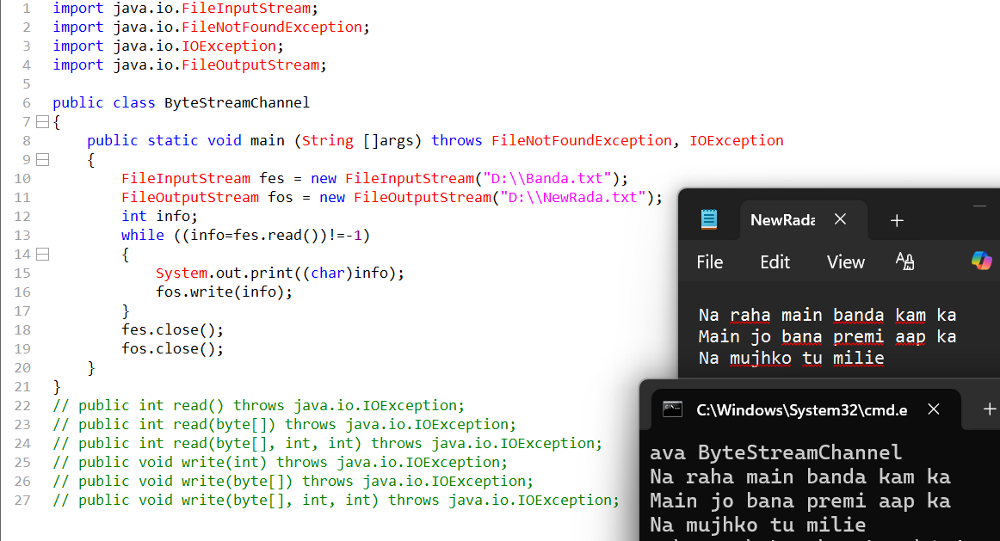 1 import java.io.FileInputStream;
2 import java.io.FileNotFoundException;
3 import java.io.IOException;
4 import java.io.FileOutputStream;
5
6 public class ByteStreamChannel
7 {
8     public static void main (String []args) throws FileNotFoundException, IOException
9     {
10         FileInputStream fes = new FileInputStream("D:\\Banda.txt");
11         FileOutputStream fos = new FileOutputStream("D:\\NewRada.txt");
12         int info;
13         while ((info=fes.read())!=-1)
14         {
15             System.out.print((char)info);
16             fos.write(info);
17         }
18         fes.close();
19         fos.close();
20     }
21 }
22 // public int read() throws java.io.IOException;
23 // public int read(byte[]) throws java.io.IOException;
24 // public int read(byte[], int, int) throws java.io.IOException;
25 // public void write(int) throws java.io.IOException;
26 // public void write(byte[]) throws java.io.IOException;
27 // public void write(byte[], int, int) throws java.io.IOException;
NewRada
File Edit View
Na raha main banda kam ka
Main jo bana premi aap ka
Na mujhko tu milie
C:\Windows\System32\cmd.e
ava ByteStreamChannel
Na raha main banda kam ka
Main jo bana premi aap ka
Na mujhko tu milie